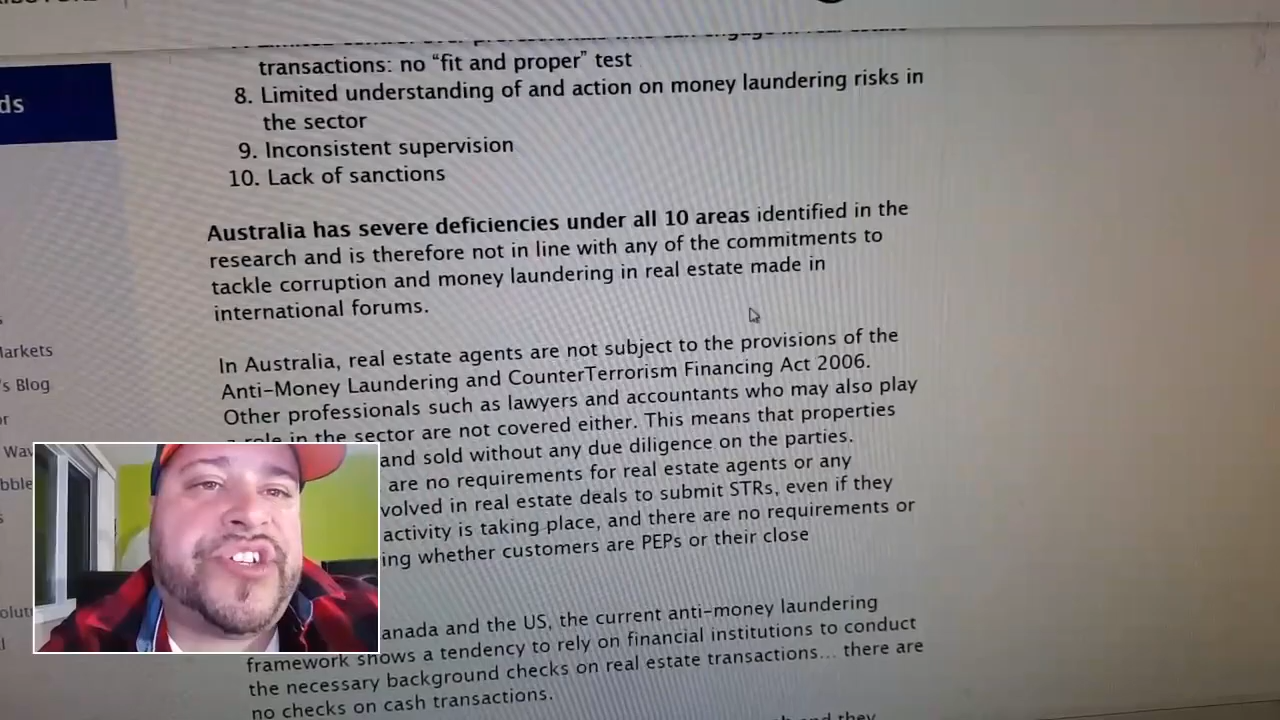 transactions: no “fit and proper” test
8. Limited understanding of and action on money laundering risks in
the sector
9. Inconsistent supervision
10. Lack of sanctions
ds
Australia has severe deficiencies under all 10 areas identified in the
research and is therefore not in line with any of the commitments to
tackle corruption and money laundering in real estate made in
international forums.
Markets
's Blog
In Australia, real estate agents are not subject to the provisions of the
Anti-Money Laundering and CounterTerrorism Financing Act 2006.
Other professionals such as lawyers and accountants who may also play
a role in the sector are not covered either. This means that properties
and sold without any due diligence on the parties.
are no requirements for real estate agents or any
volved in real estate deals to submit STRs, even if they
activity is taking place, and there are no requirements or
ing whether customers are PEPs or their close
anada and the US, the current anti-money laundering
framework shows a tendency to rely on financial institutions to conduct
the necessary background checks on real estate transactions... there are
no checks on cash transactions.